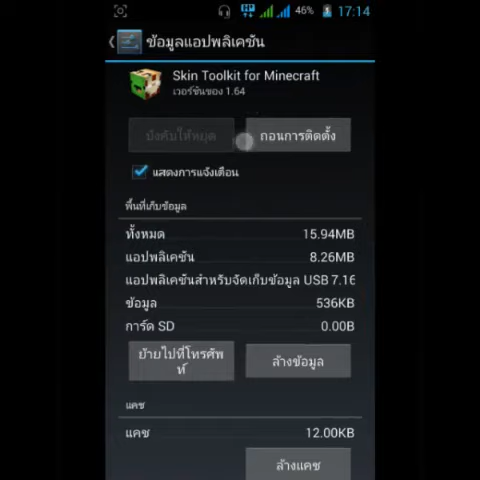 46% 17:14
ข้อมูลแอปพลิเคชัน
Skin Toolkit for Minecraft
เวอร์ชันของ 1.64
บังคับให้หยุด
ถอนการติดตั้ง
แสดงการแจ้งเตือน
พื้นที่เก็บข้อมูล
ทั้งหมด 15.94MB
แอปพลิเคชัน 8.26MB
แอปพลิเคชันสำหรับจัดเก็บข้อมูล USB 7.16
ข้อมูล 536KB
การ์ด SD 0.00B
ย้ายไปที่โทรศัพ
ท์
ล้างข้อมูล
แคช
แคช 12.00KB
ล้างแคช